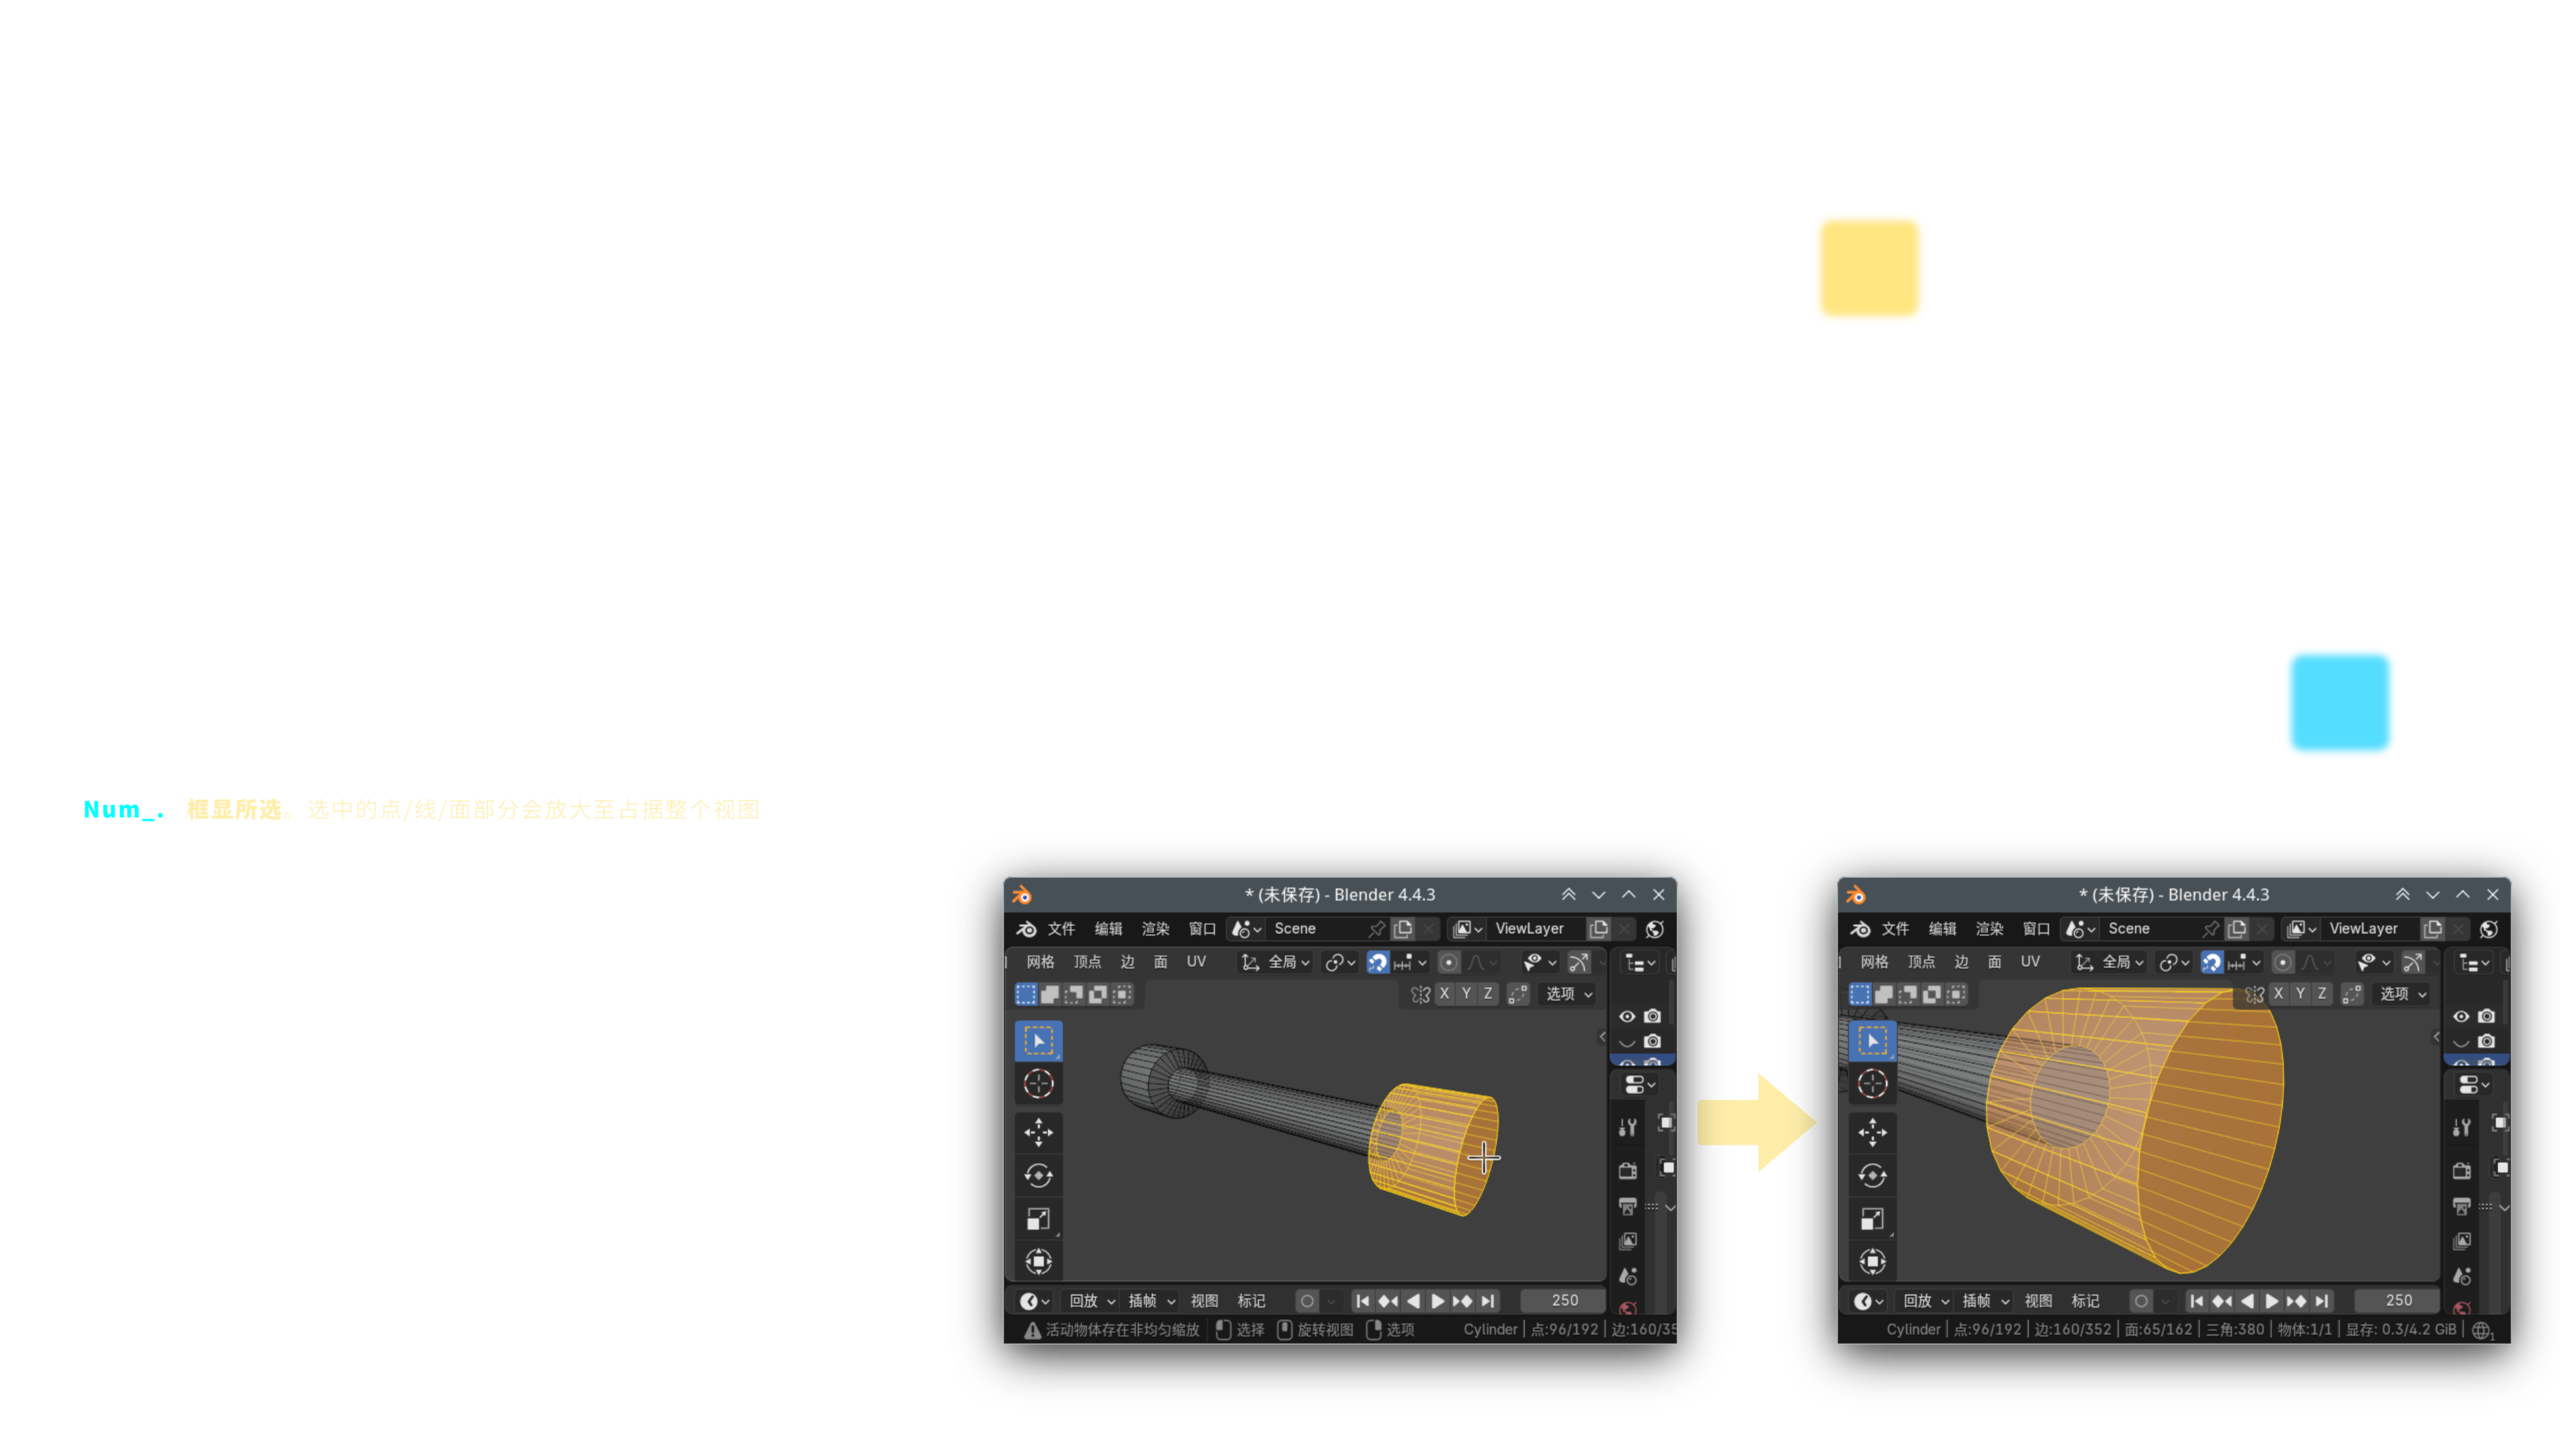 Num_. 框显所选。选中的点/线/面部分会放大至占据整个视图
* (未保存) - Blender 4.4.3
文件 编辑 渲染 窗口 Scene ViewLayer
网格 顶点 边 面 UV 全局
X Y Z 选项
回放 插帧 视图 标记 250
活动物体存在非均匀缩放 选择 旋转视图 选项 Cylinder | 点:96/192 | 边:160/35
* (未保存) - Blender 4.4.3
文件 编辑 渲染 窗口 Scene ViewLayer
网格 顶点 边 面 UV 全局
X Y Z 选项
回放 插帧 视图 标记 250
Cylinder | 点:96/192 | 边:160/352 | 面:65/162 | 三角:380 | 物体:1/1 | 显存: 0.3/4.2 GiB | 1